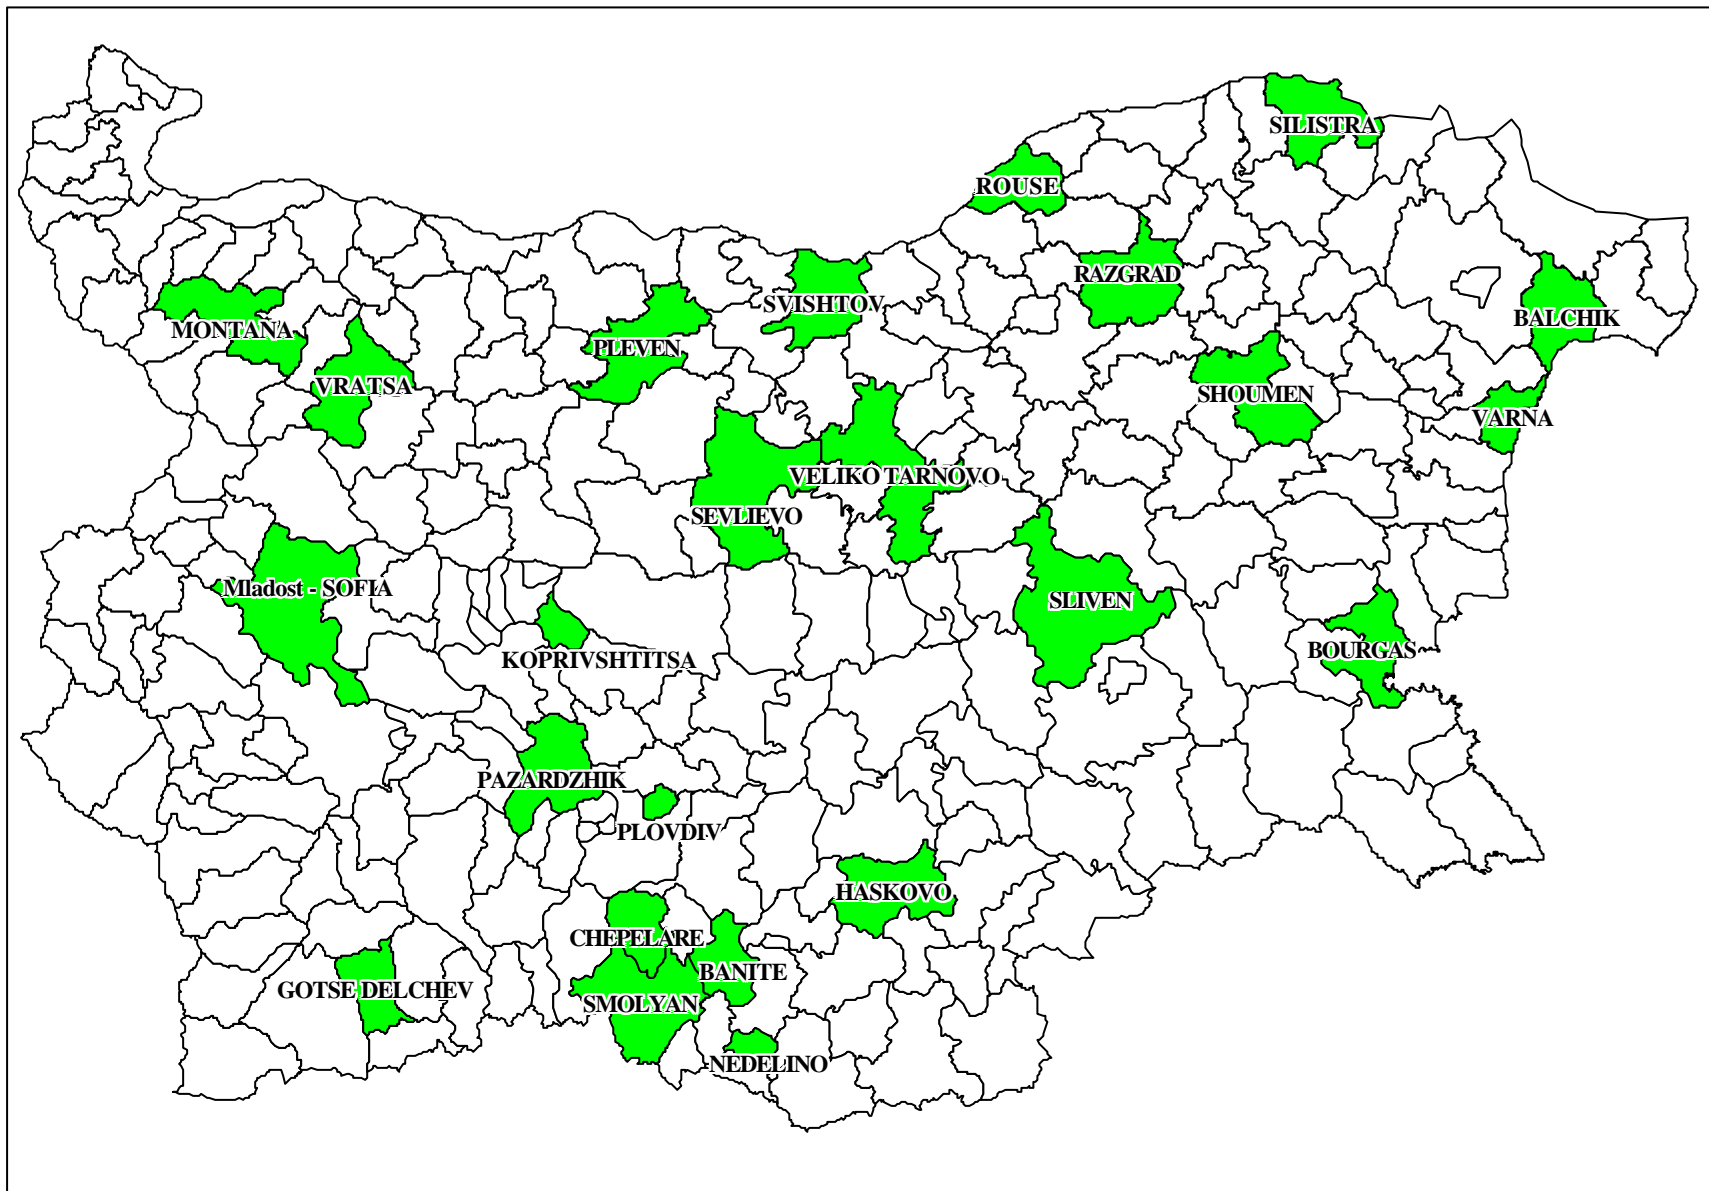 SILISTRA
ROUSE
RAZGRAD
SVISHTOV
BALCHIK
MONTAÑA
PLEVEN
VRATSA
SHOUMEN
VARNA
VELIKO TARNOVO
SEVLIEVO
Mladost - SOFIA
SLIVEN
BOURGAS
KOPRIVSHTITSA
PAZARDZHIK
PLOVDIV
HASKOVO
CHEPELARE
BANITE
GOTSE DELCHEV
SMOLYAN
NEDELINO